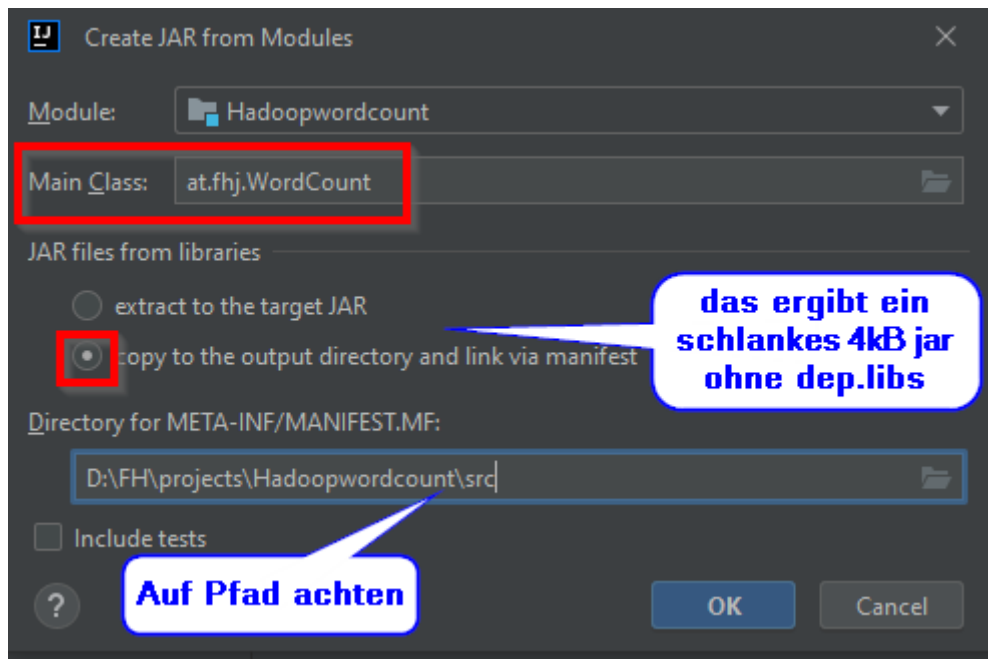 IJ
Create JAR from Modules
Module:
Hadoopwordcount
Main Class:
at.fhj.WordCount
JAR files from libraries
extract to the target JAR
copy to the output directory and link via manifest
das ergibt ein
schlankes 4kB jar
ohne dep.libs
Directory for META-INF/MANIFEST.MF:
D:\FH\projects\Hadoopwordcount\src
Include tests
Auf Pfad achten
?
OK
Cancel